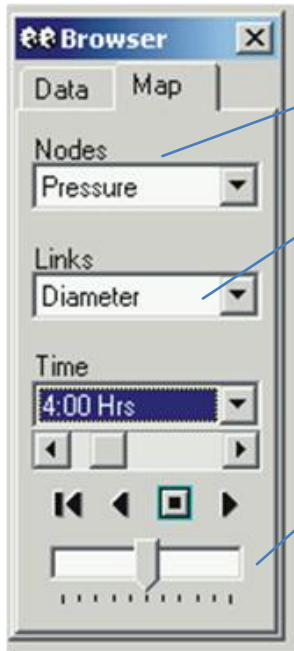 Browser
Data Map
Nodes
Pressure
Links
Diameter
Time
4:00 Hrs